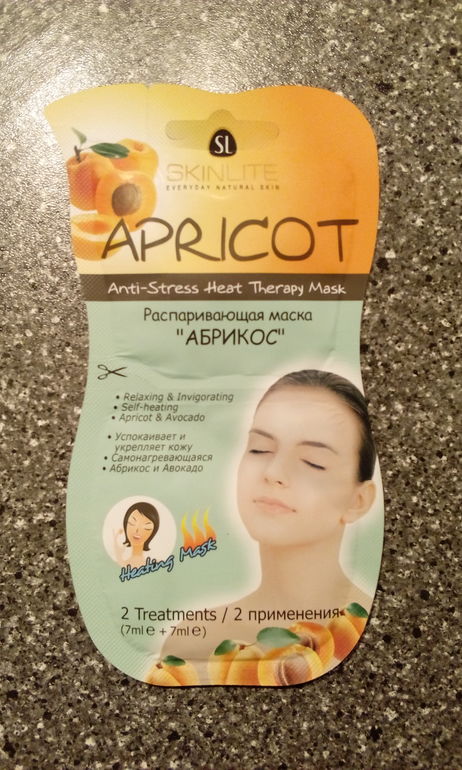 SL
SKINLITE
EVERYDAY NATURAL SKIN
APRICOT
Anti-Stress Heat Therapy Mask
Распаривающая маска
"АБРИКОС"
• Relaxing & Invigorating
• Self-heating
• Apricot & Avocado
• Успокаивает и
укрепляет кожу
• Самонагревающаяся
• Абрикос и Авокадо
Heating Mask
2 Treatments / 2 применения
(7ml e + 7ml e)